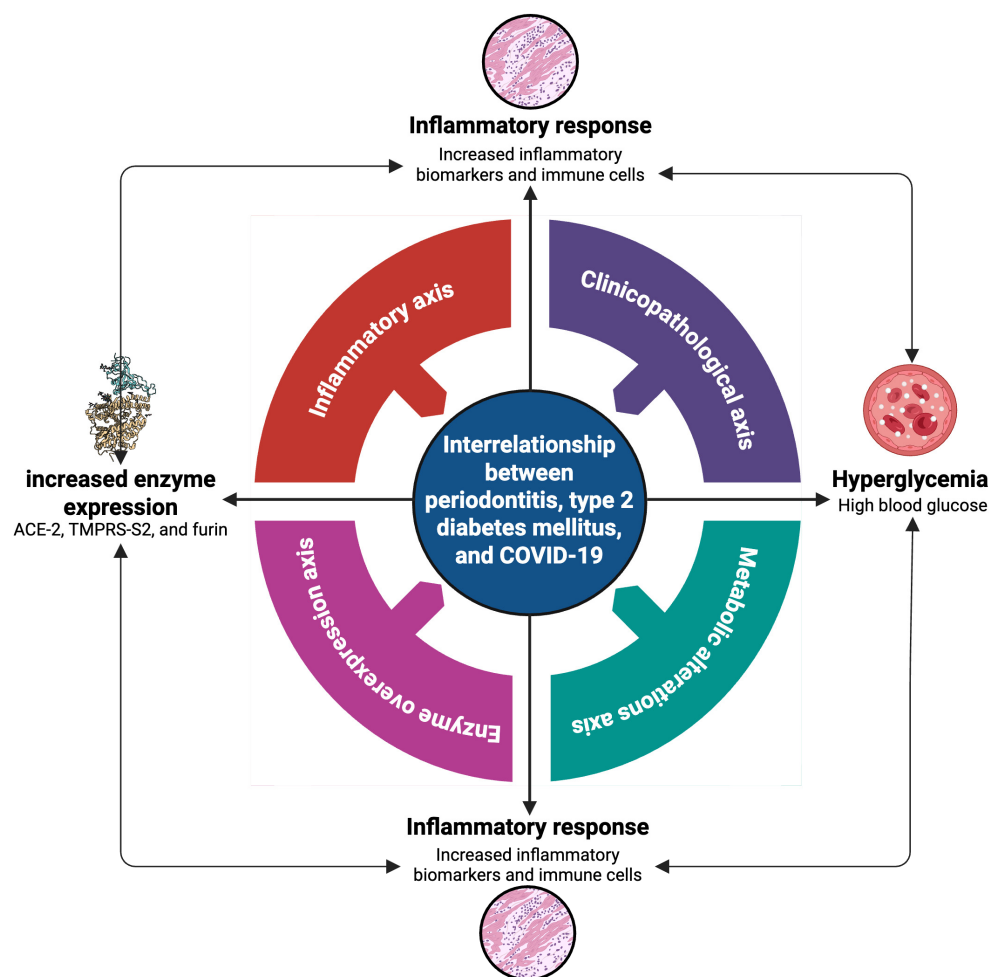 Inflammatory response
Increased inflammatory
biomarkers and immune cells
Inflammatory axis
Clinicopathological axis
Interrelationship
between
periodontitis, type 2
diabetes mellitus,
and COVID-19
increased enzyme
expression
ACE-2, TMPRS-S2, and furin
Hyperglycemia
High blood glucose
Enzyme overexpression axis
Metabolic alterations axis
Inflammatory response
Increased inflammatory
biomarkers and immune cells